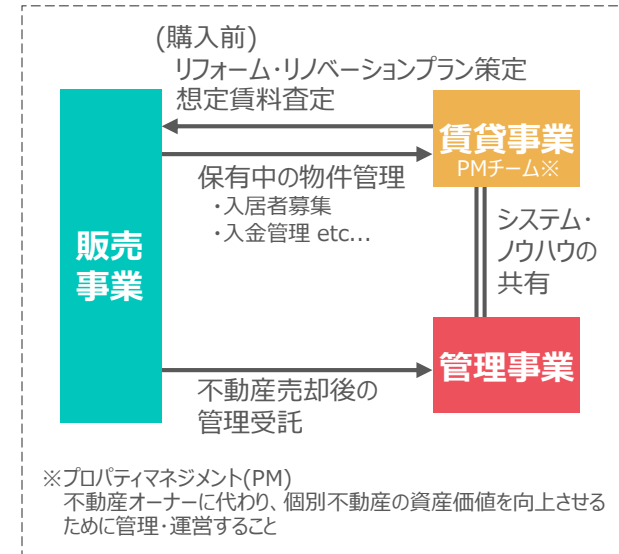 (購入前)
リフォーム・リノベーションプラン策定
想定賃料査定
賃貸事業
PMチーム※
保有中の物件管理
・入居者募集
・入金管理 etc...
販売
事業
システム・
ノウハウの
共有
管理事業
不動産売却後の
管理受託
※プロパティマネジメント(PM)
不動産オーナーに代わり、個別不動産の資産価値を向上させる
ために管理・運営すること